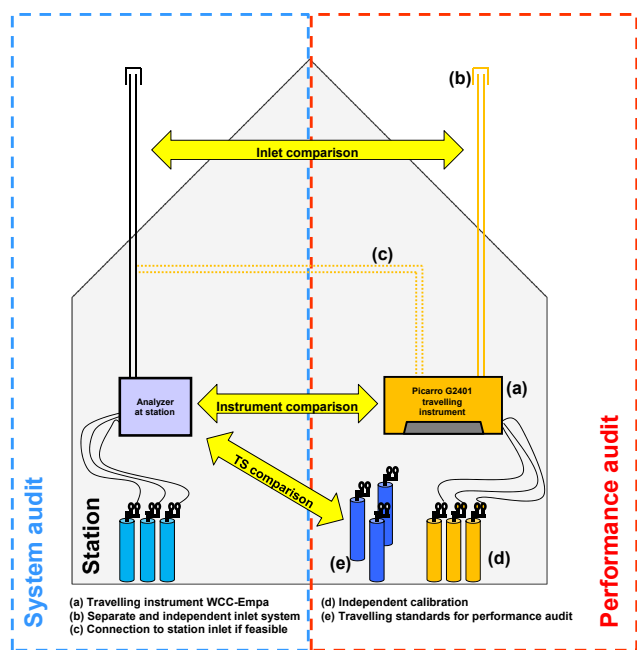 (b)
Inlet comparison
(c)
Analyzer
at station
Instrument comparison
Picarro G2401
travelling
instrument
(a)
TS comparison
(e)
(d)
System audit
Station
Performance audit
(a) Travelling instrument WCC-Empa
(b) Separate and independent inlet system
(c) Connection to station inlet if feasible
(d) Independent calibration
(e) Travelling standards for performance audit